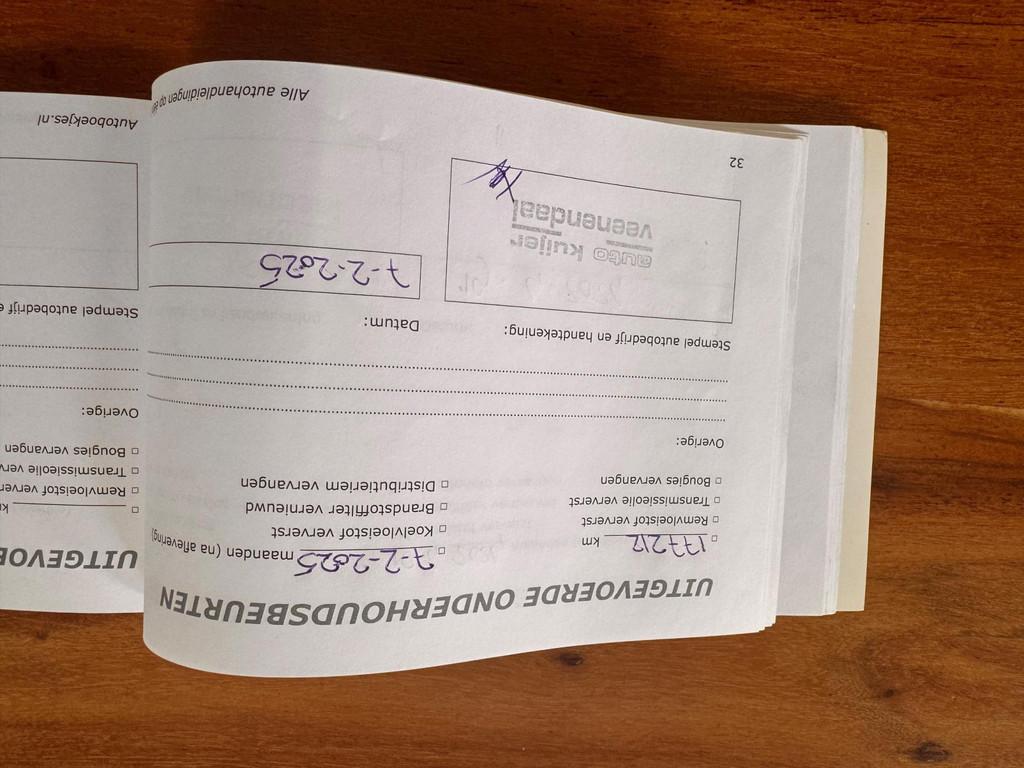 UITGEVOERDE ONDERHOUDSBEURTEN
□ 177212 km
□ Remvloeistof ververst
□ Transmissieolie ververst
□ Bougies vervangen
□ 7-2-2025 maanden (na aflevering)
□ Koelvloeistof ververst
□ Brandstoffilter vernieuwd
□ Distributieriem vervangen
Overige:
Stempel autobedrijf en handtekening:
Datum:
auto kuijer
veenendaal
7-2-2025
32
Alle autohandleidingen op
UITGEVOE
□ k
□ Remvloeistof verver
□ Transmissieolie verv
□ Bougies vervangen
Overige:
Stempel autobedrijf e
Autoboekjes.nl